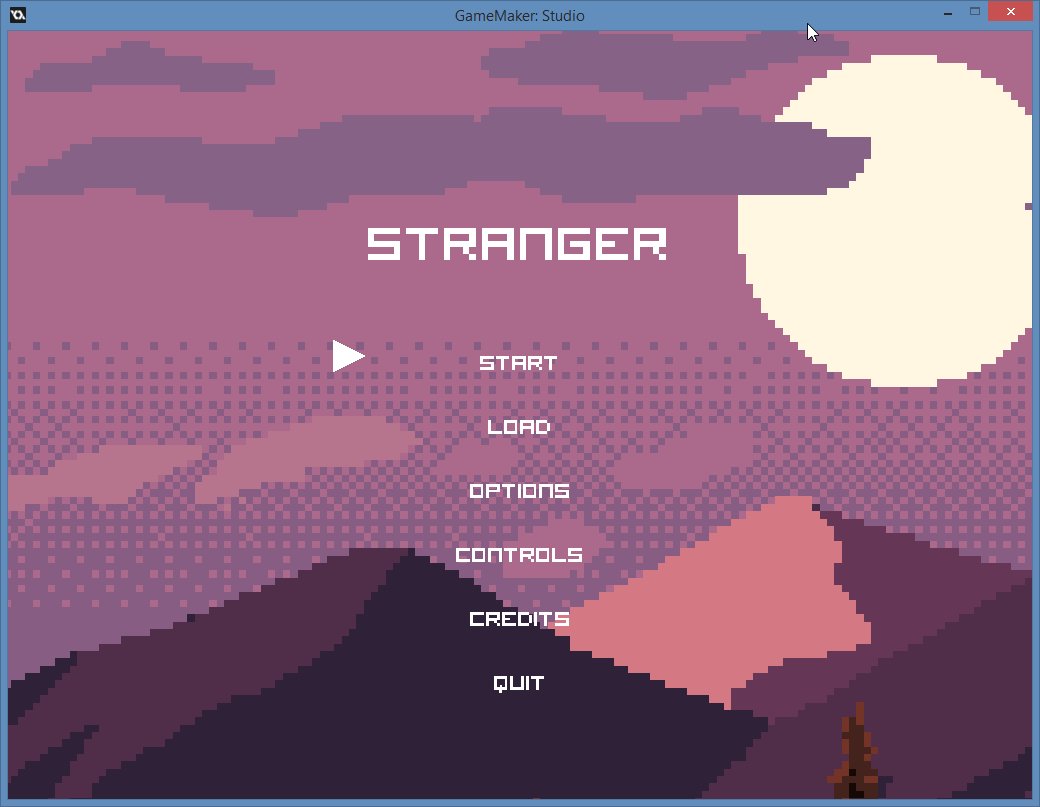 GameMaker: Studio
STRANGER
START
LOAD
OPTIONS
CONTROLS
CREDITS
QUIT